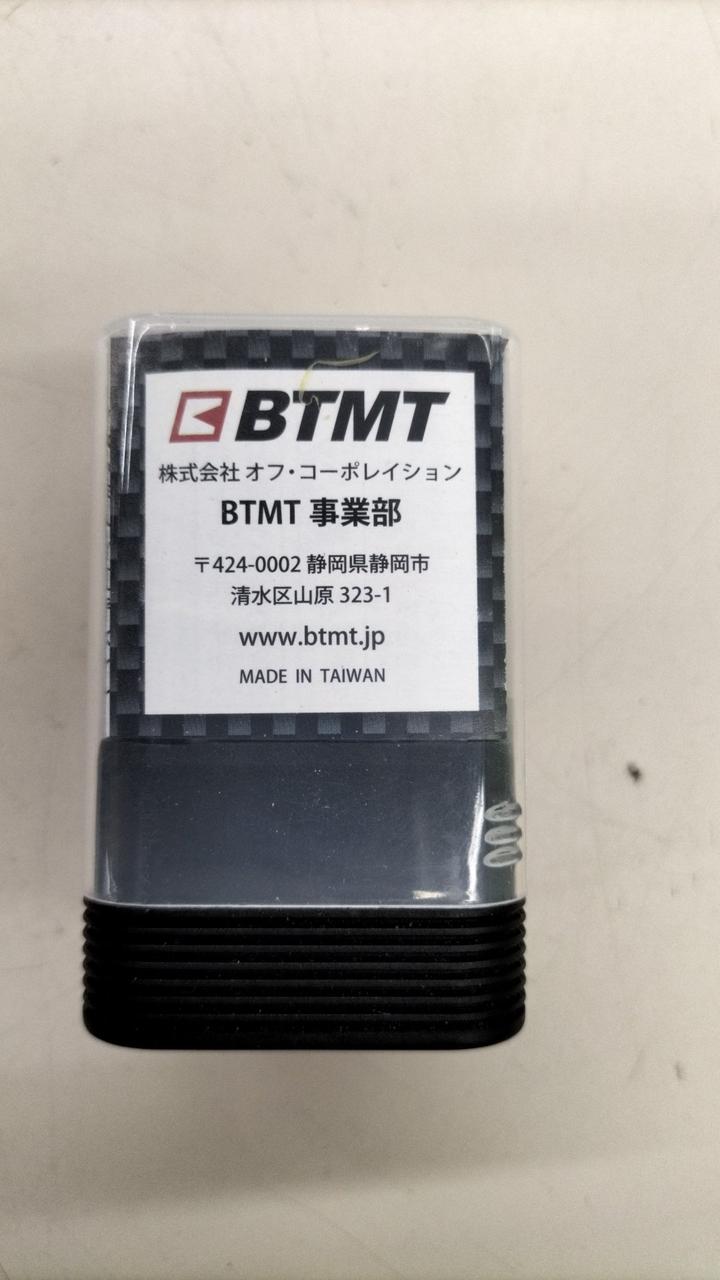 BTMT
株式会社 オフ・コーポレイション
BTMT 事業部
〒424-0002 静岡県静岡市
清水区山原 323-1
www.btmt.jp
MADE IN TAIWAN